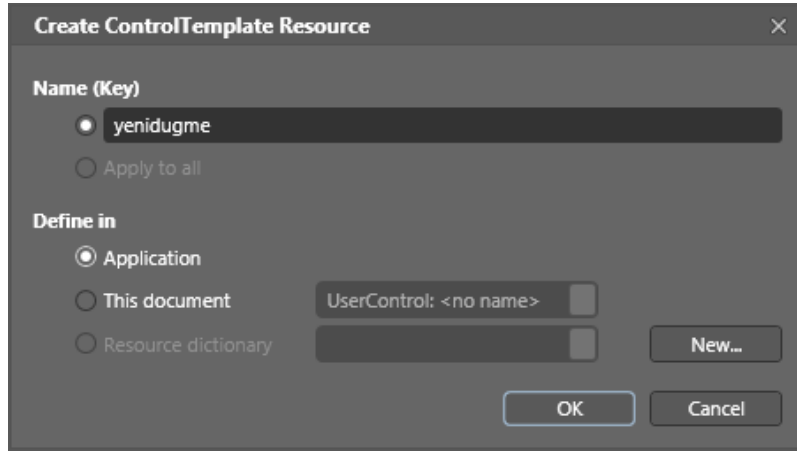 Create ControlTemplate Resource
Name (Key)
yenidugme
Apply to all
Define in
Application
This document UserControl: <no name>
Resource dictionary New...
OK Cancel